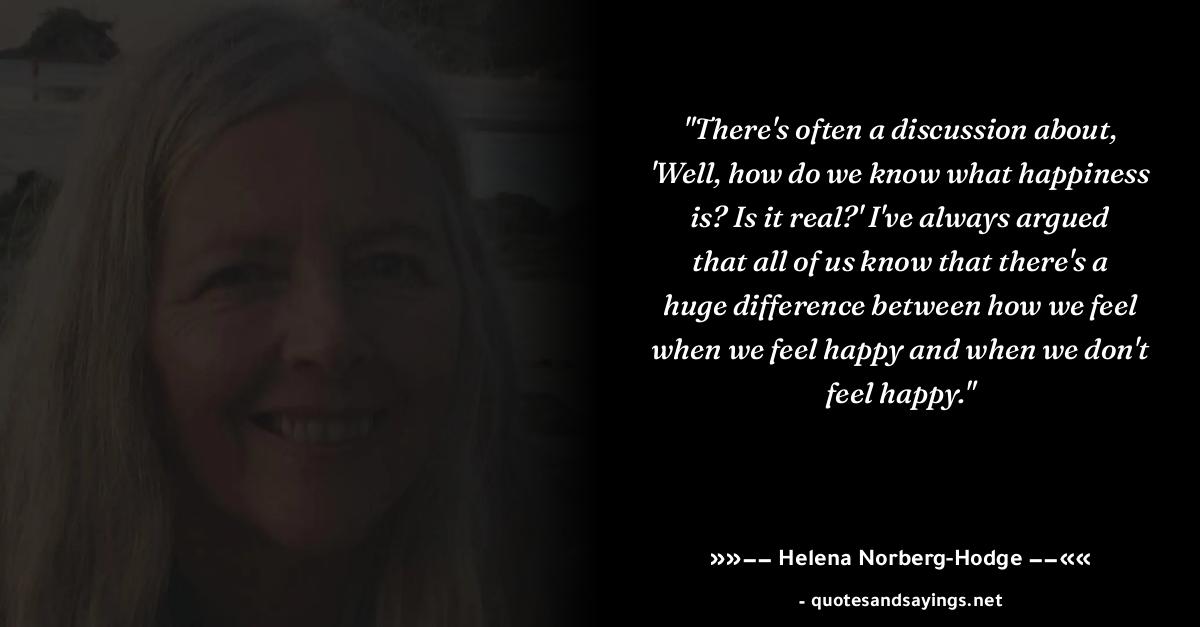 "There's often a discussion about,
'Well, how do we know what happiness
is? Is it real?' I've always argued
that all of us know that there's a
huge difference between how we feel
when we feel happy and when we don't
feel happy."
»»−− Helena Norberg-Hodge −−««
- quotesandsayings.net